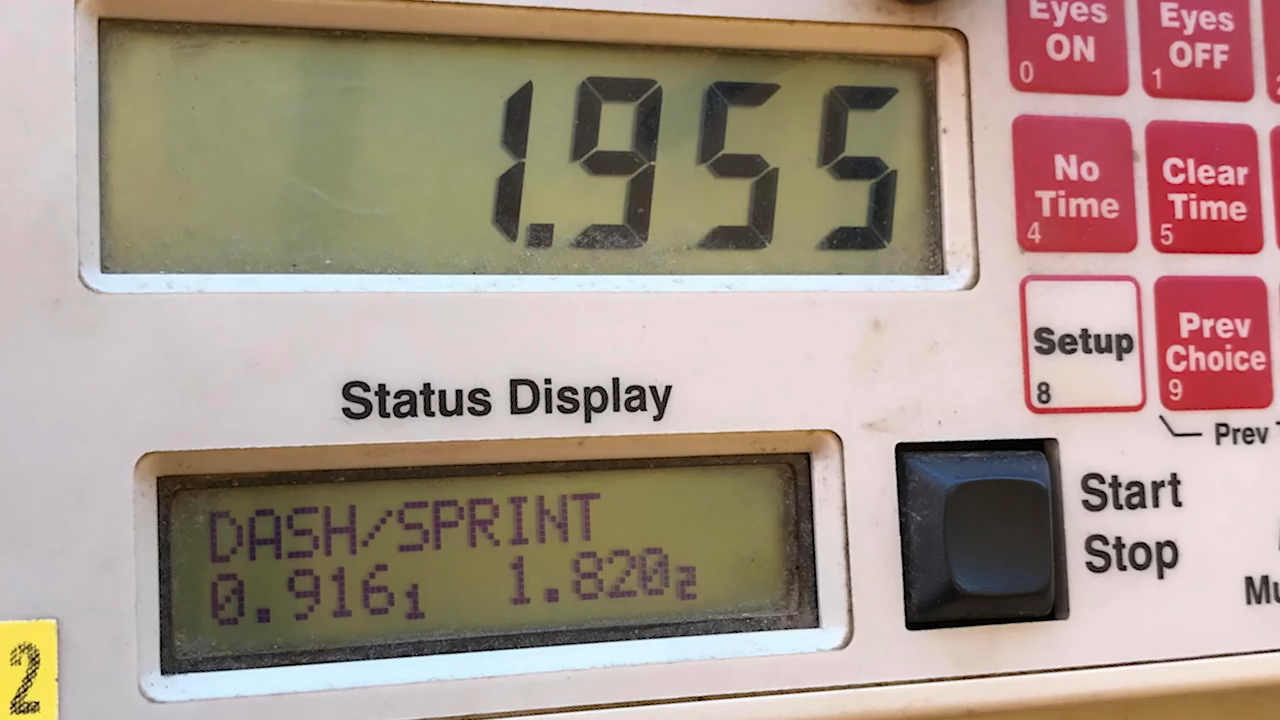 1.955
Eyes ON
0
Eyes OFF
1
No Time
4
Clear Time
5
Setup
8
Prev Choice
9
Prev
Status Display
DASH/SPRINT
0.9161 1.8202
Start
Stop
2